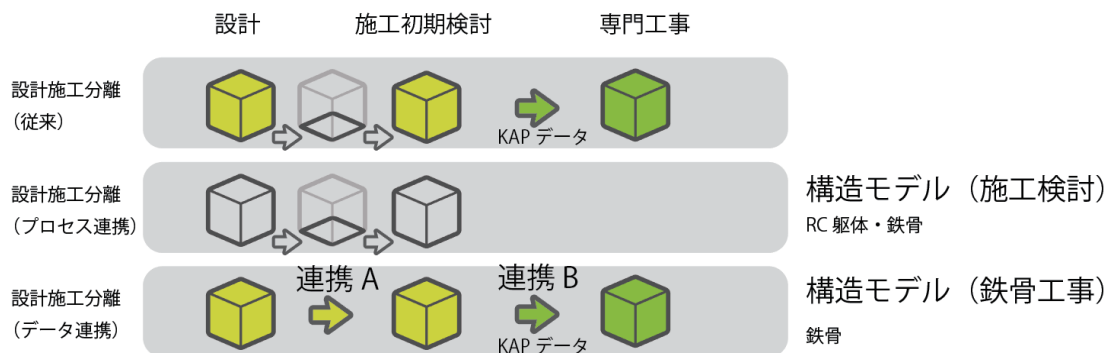 設計 施工初期検討 専門工事
設計施工分離
（従来）
KAP データ
設計施工分離
（プロセス連携）
構造モデル（施工検討）
RC 躯体・鉄骨
設計施工分離
（データ連携）
連携 A 連携 B
KAP データ
構造モデル（鉄骨工事）
鉄骨